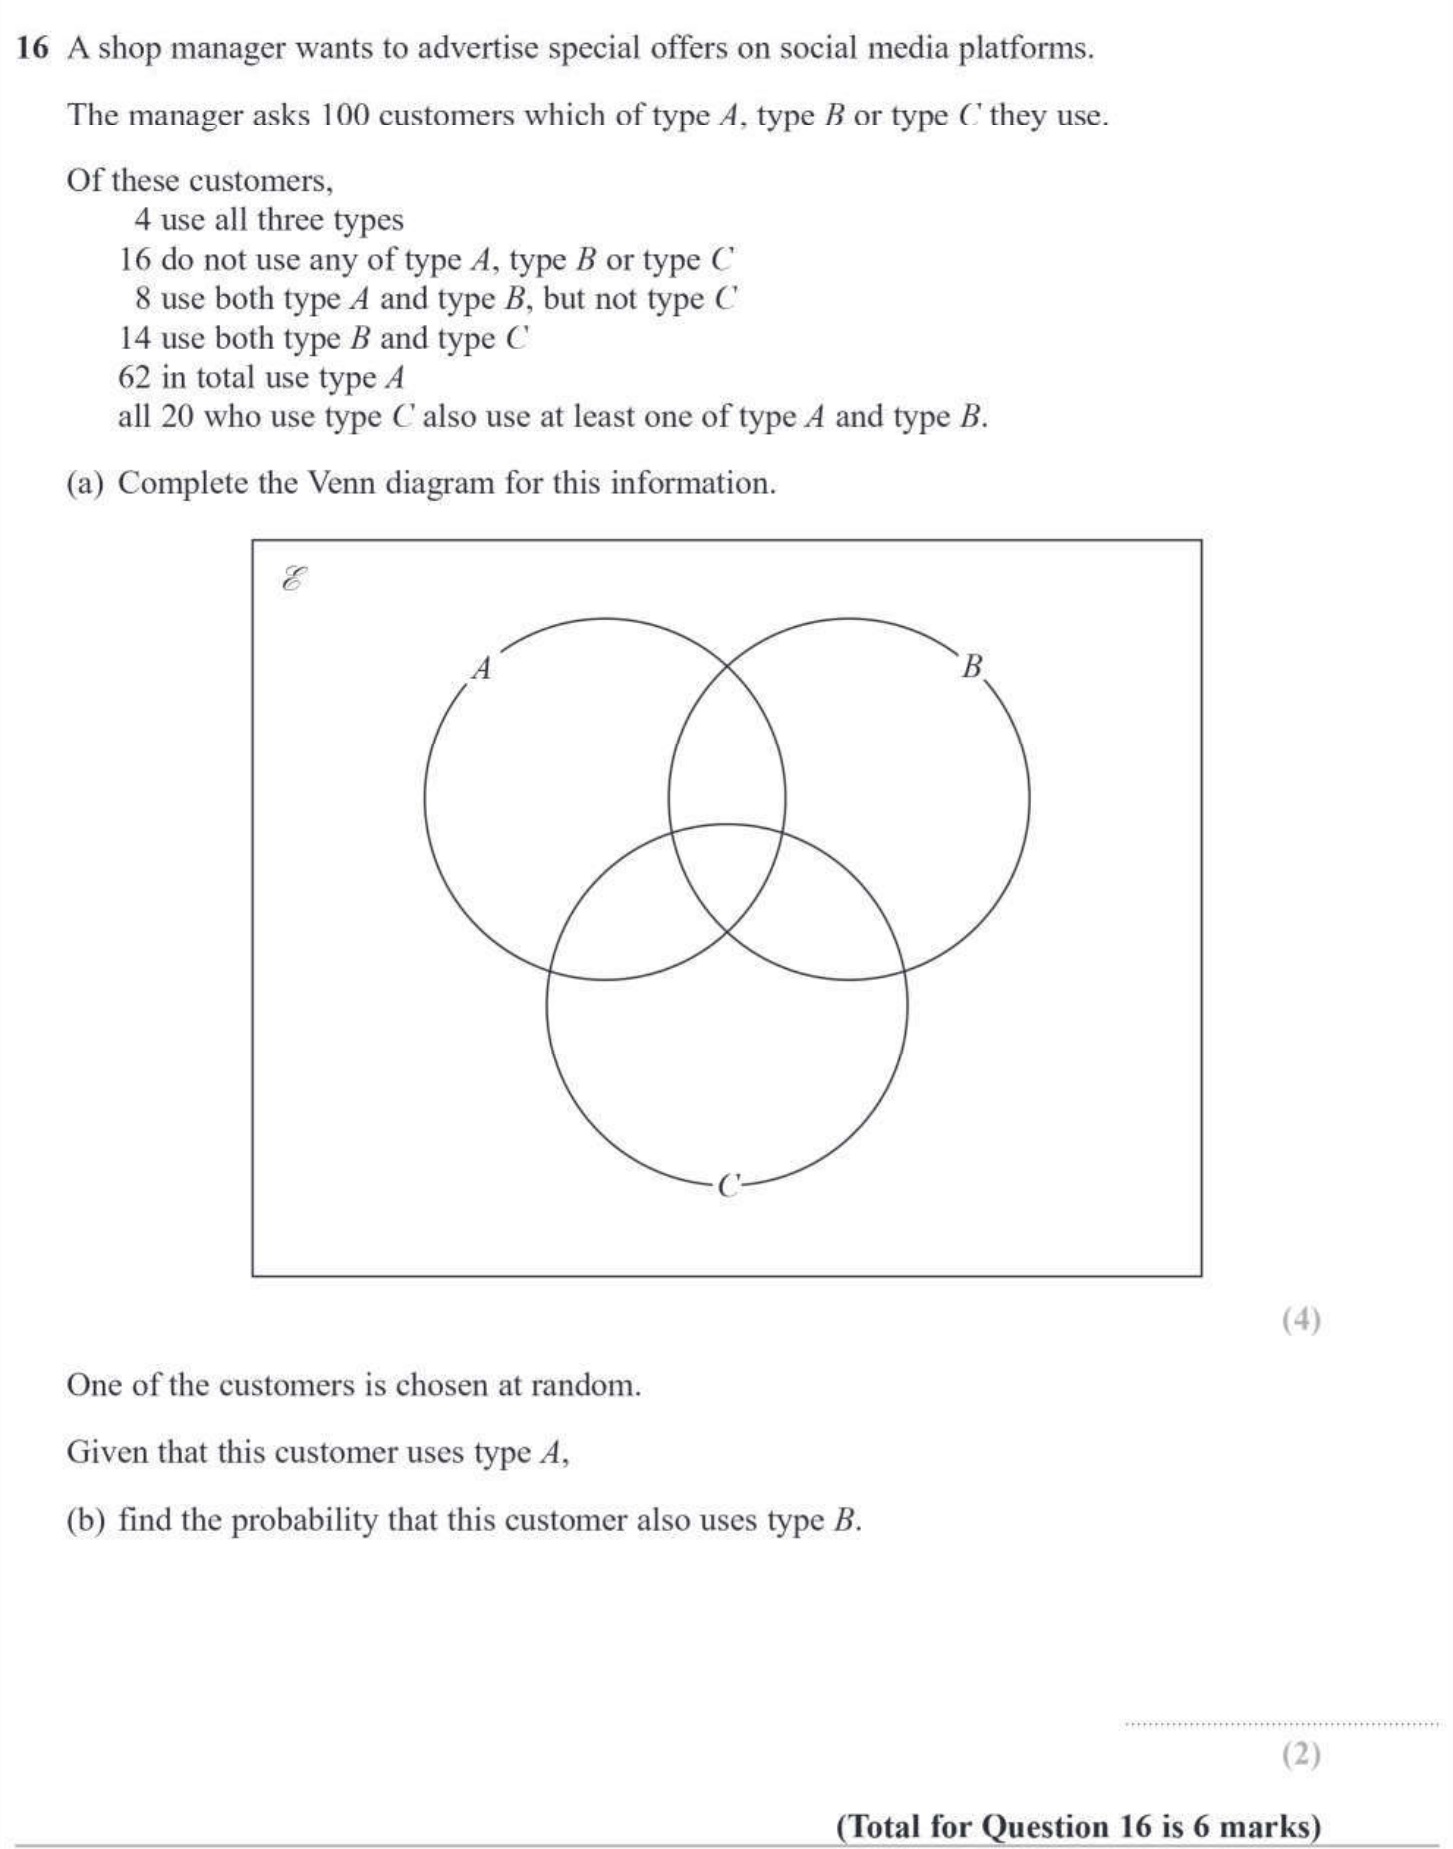 16 A shop manager wants to advertise special offers on social media platforms.
The manager asks 100 customers which of type A, type B or type C they use.
Of these customers,
4 use all three types
16 do not use any of type A, type B or type C
8 use both type A and type B, but not type C
14 use both type B and type C
62 in total use type A
all 20 who use type C also use at least one of type A and type B.
(a) Complete the Venn diagram for this information.
ℰ
A
B
C
(4)
One of the customers is chosen at random.
Given that this customer uses type A,
(b) find the probability that this customer also uses type B.
(2)
(Total for Question 16 is 6 marks)